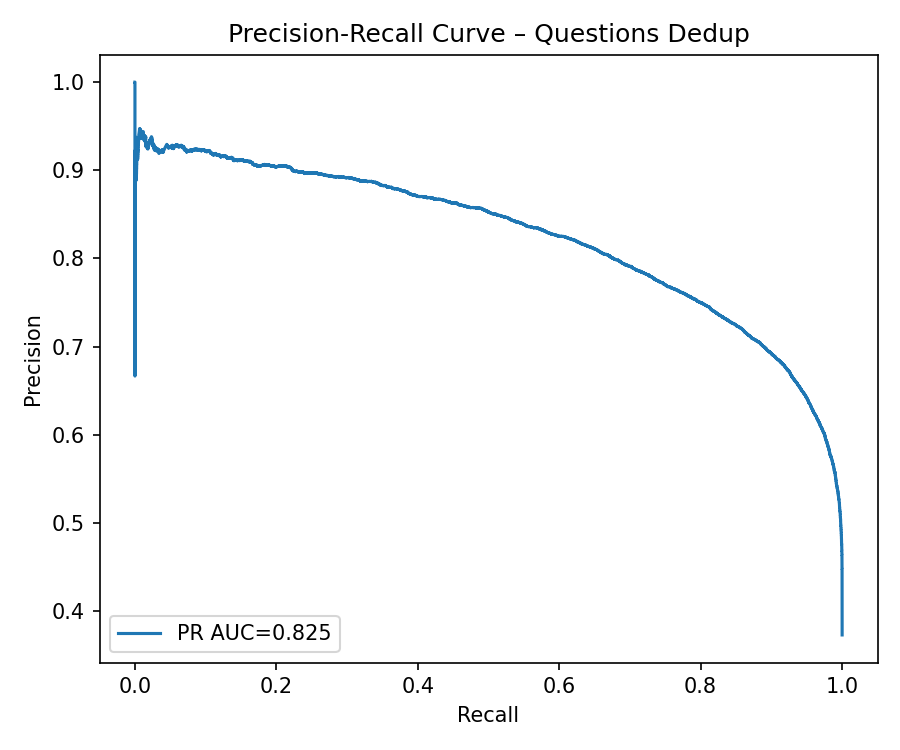 Precision-Recall Curve – Questions Dedup
1.0
0.9
0.8
0.7
0.6
0.5
0.4
Precision
PR AUC=0.825
0.0 0.2 0.4 0.6 0.8 1.0
Recall